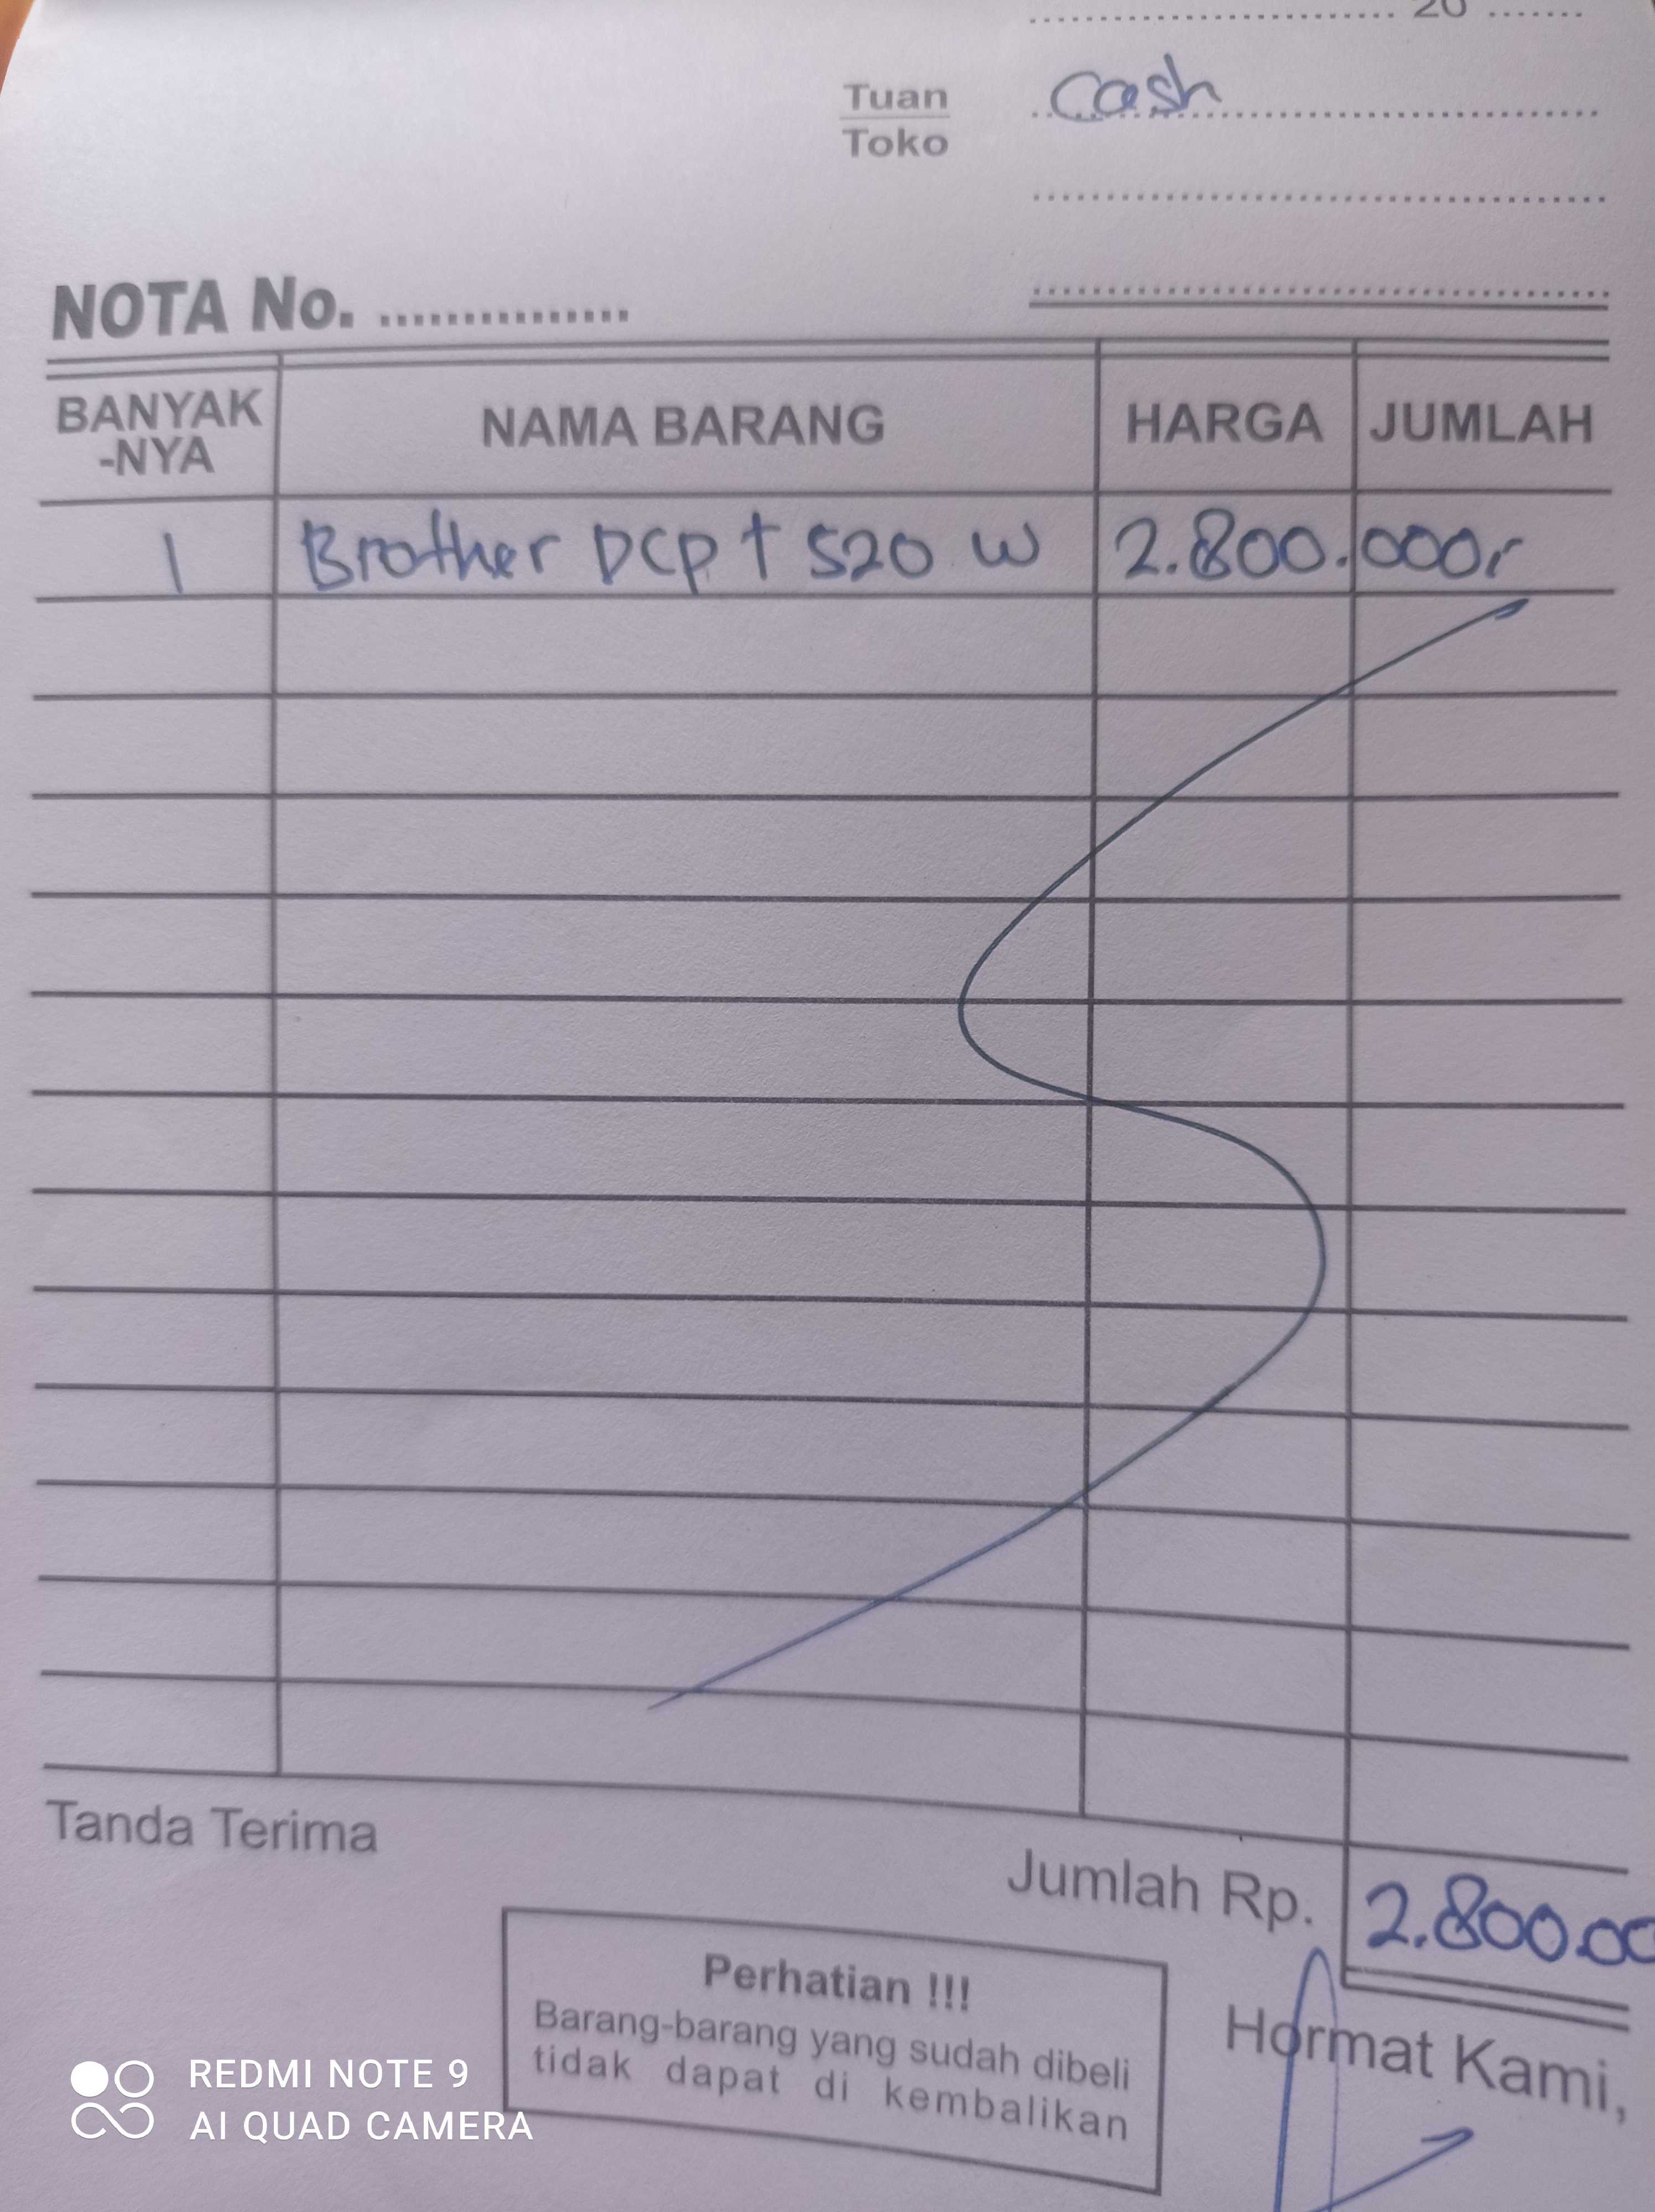 20
Tuan Cash
Toko
NOTA No.
BANYAK -NYA NAMA BARANG HARGA JUMLAH
1 Brother DCP t 520 W 2.800.000,-
Tanda Terima
Jumlah Rp. 2.800.00
Perhatian !!!
Barang-barang yang sudah dibeli
tidak dapat di kembalikan
Hormat Kami,
REDMI NOTE 9
AI QUAD CAMERA